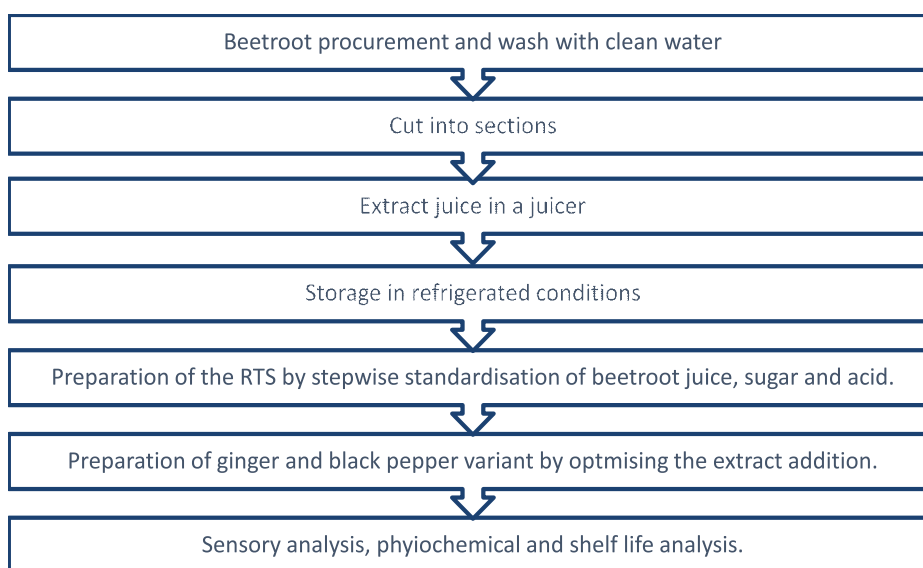 Beetroot procurement and wash with clean water
Cut into sections
Extract juice in a juicer
Storage in refrigerated conditions
Preparation of the RTS by stepwise standardisation of beetroot juice, sugar and acid.
Preparation of ginger and black pepper variant by optmising the extract addition.
Sensory analysis, phyiochemical and shelf life analysis.